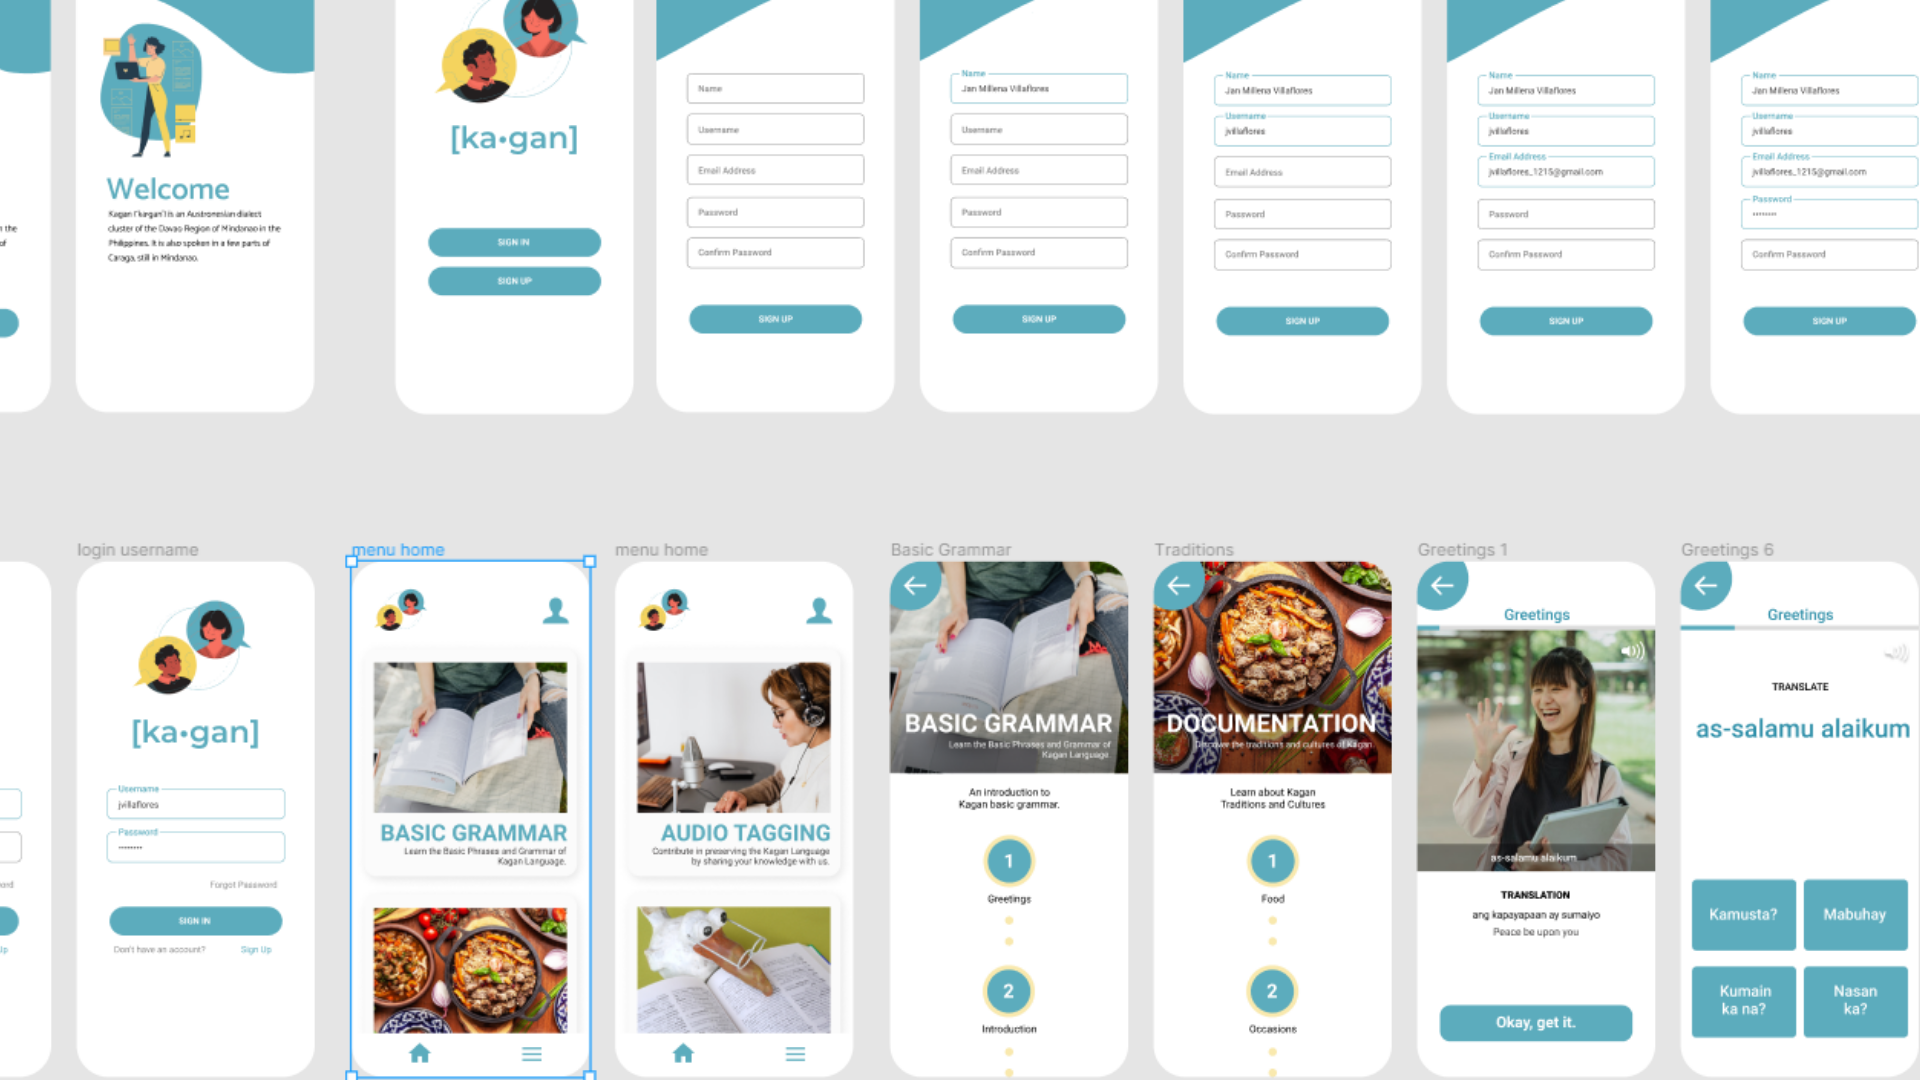 Welcome
Kagan ('kargan') is an Austronesian dialect
cluster of the Davao Region of Mindanao in the
Philippines. It is also spoken in a few parts of
Caraga, still in Mindanao.
n the
of
[ka•gan]
SIGN IN
SIGN UP
Name
Username
Email Address
Password
Confirm Password
SIGN UP
Name
Jan Millena Villaflores
Username
Email Address
Password
Confirm Password
SIGN UP
Name
Jan Millena Villaflores
Username
jvillaflores
Email Address
Password
Confirm Password
SIGN UP
Name
Jan Millena Villaflores
Username
jvillaflores
Email Address
jvillaflores_1215@gmail.com
Password
Confirm Password
SIGN UP
Name
Jan Millena Villaflores
Username
jvillaflores
Email Address
jvillaflores_1215@gmail.com
Password
••••••••
Confirm Password
SIGN UP
ord
Up
login username
[ka•gan]
Username
jvillaflores
Password
••••••••
Forgot Password
SIGN IN
Don't have an account? Sign Up
menu home
BASIC GRAMMAR
Learn the Basic Phrases and Grammar of
Kagan Language.
menu home
AUDIO TAGGING
Contribute in preserving the Kagan Language
by sharing your knowledge with us.
Basic Grammar
BASIC GRAMMAR
Learn the Basic Phrases and Grammar of
Kagan Language.
An introduction to
Kagan basic grammar.
1
Greetings
2
Introduction
Traditions
DOCUMENTATION
Discover the traditions and cultures of Kagan.
Learn about Kagan
Traditions and Cultures
1
Food
2
Occasions
Greetings 1
Greetings
as-salamu alaikum
TRANSLATION
ang kapayapaan ay sumaiyo
Peace be upon you
Okay, get it.
Greetings 6
Greetings
TRANSLATE
as-salamu alaikum
Kamusta?
Mabuhay
Kumain
ka na?
Nasan
ka?